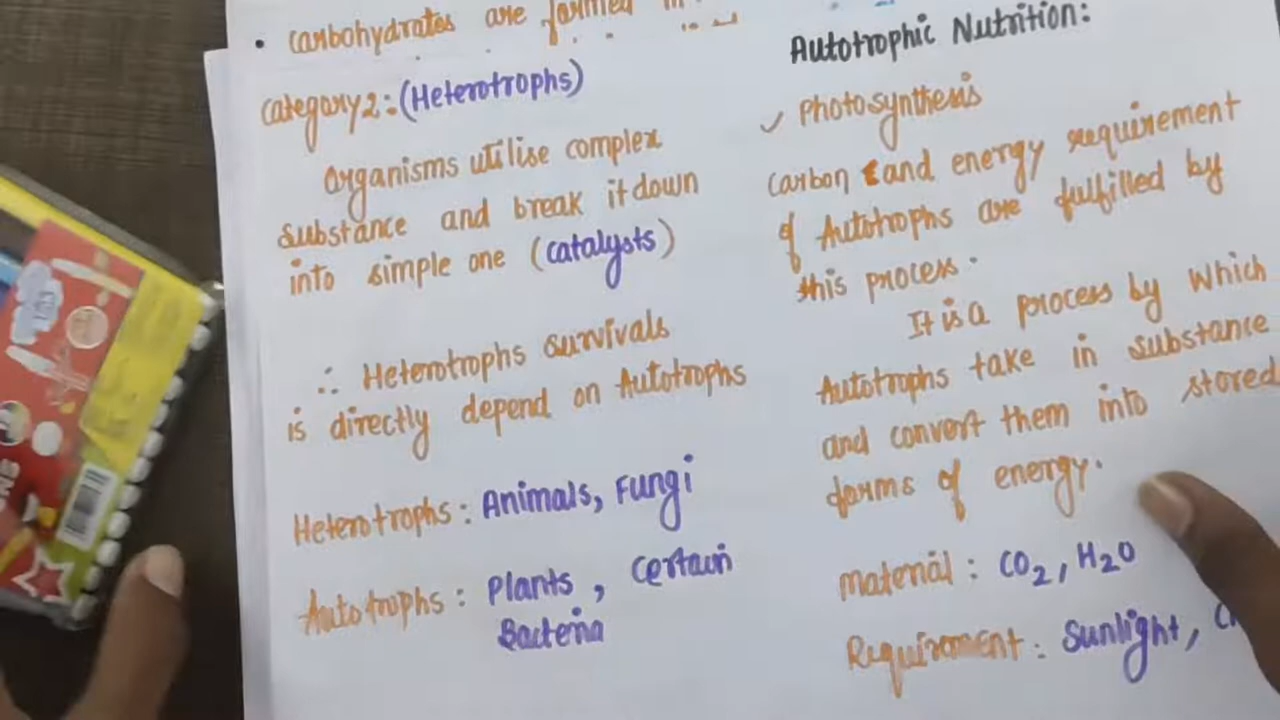 • carbohydrates are formed in
Category 2: (Heterotrophs)
Organisms utilise complex
substance and break it down
into simple one (catalysts)
∴ Heterotrophs survivals
is directly depend on Autotrophs
Heterotrophs: Animals, Fungi
Autotrophs: Plants, Certain
Bacteria
Autotrophic Nutrition:
✓ Photosynthesis
Carbon and energy requirement
of Autotrophs are fulfilled by
this process.
It is a process by which
Autotrophs take in substance
and convert them into stored
forms of energy.
Material: CO2, H2O
Requirement: Sunlight,